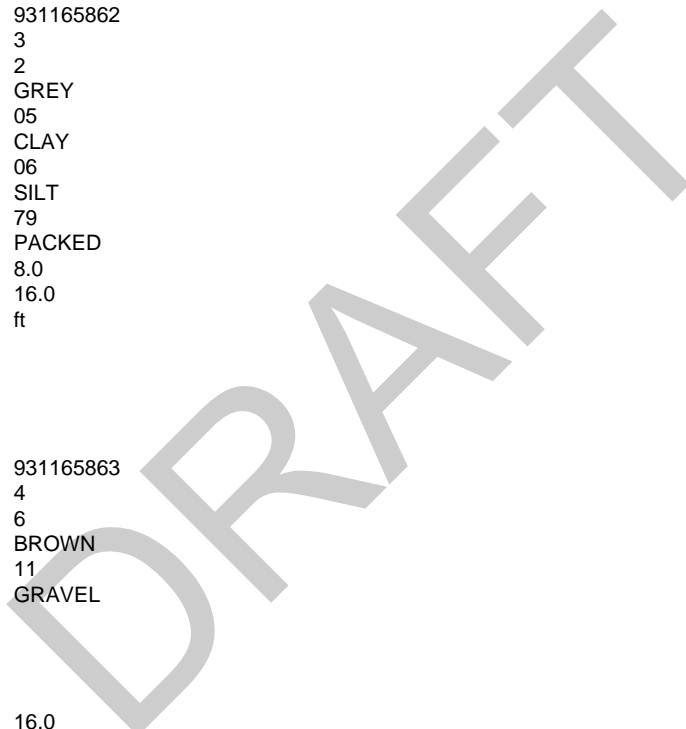 931165862
3
2
GREY
05
CLAY
06
SILT
79
PACKED
8.0
16.0
ft
931165863
4
6
BROWN
11
GRAVEL
16.0
DRAFT